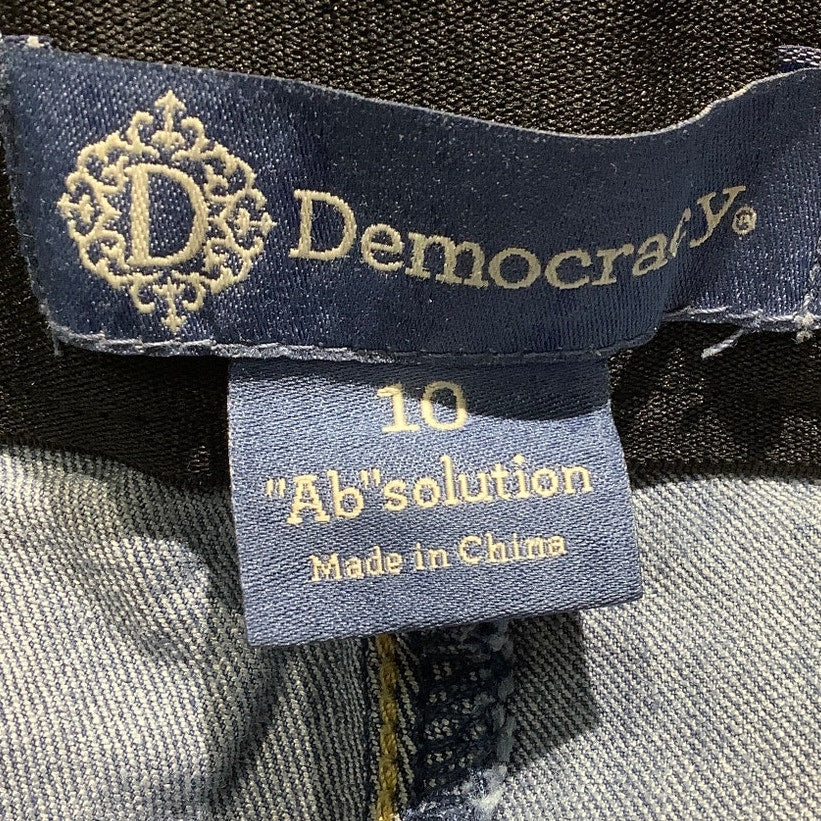 D Democracy®
10
"Ab"solution
Made in China